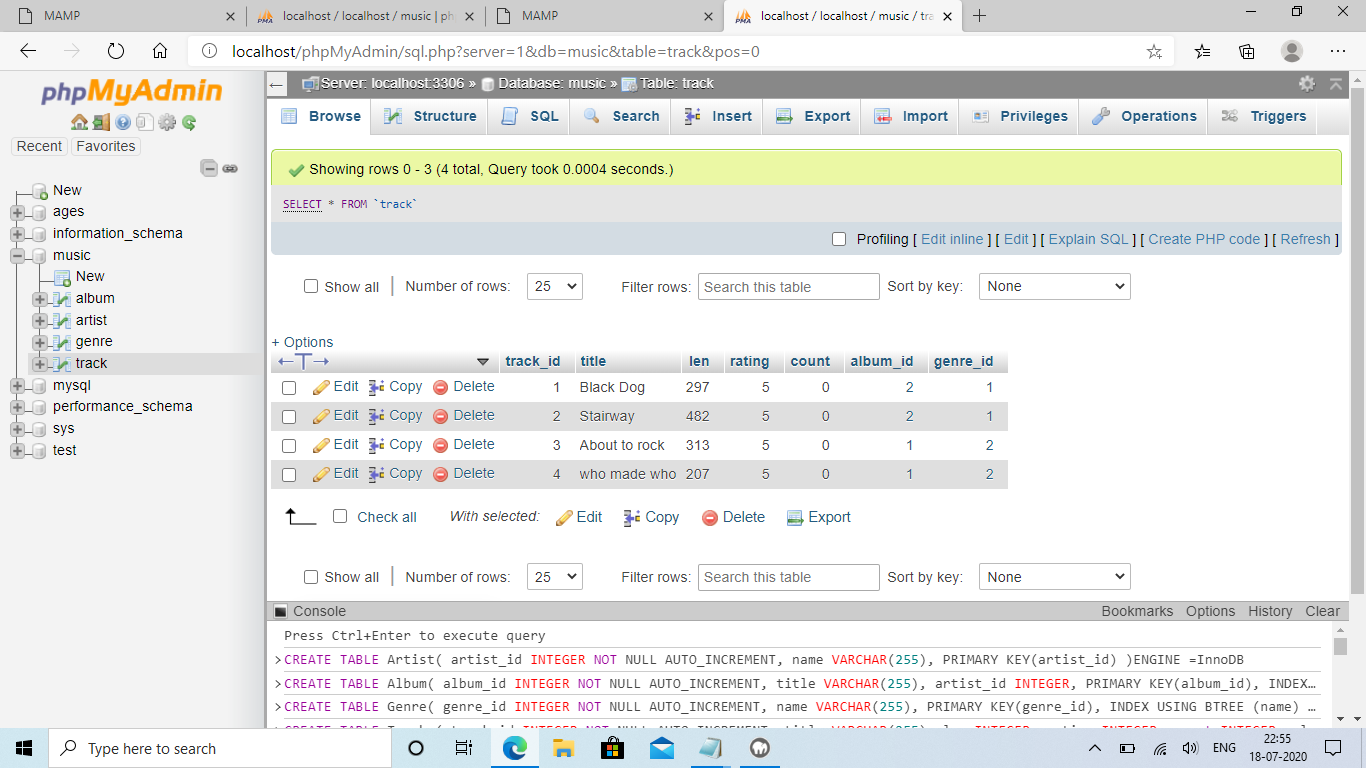 MAMP
localhost / localhost / music | ph
MAMP
localhost / localhost / music / tra
localhost/phpMyAdmin/sql.php?server=1&db=music&table=track&pos=0
phpMyAdmin
Recent Favorites
New
ages
information_schema
music
New
album
artist
genre
track
mysql
performance_schema
sys
test
Server: localhost:3306 » Database: music » Table: track
Browse Structure SQL Search Insert Export Import Privileges Operations Triggers
Showing rows 0 - 3 (4 total, Query took 0.0004 seconds.)
SELECT * FROM `track`
Profiling [ Edit inline ] [ Edit ] [ Explain SQL ] [ Create PHP code ] [ Refresh ]
Show all Number of rows: 25 Filter rows: Search this table Sort by key: None
+ Options
←T→ track_id title len rating count album_id genre_id
Edit Copy Delete 1 Black Dog 297 5 0 2 1
Edit Copy Delete 2 Stairway 482 5 0 2 1
Edit Copy Delete 3 About to rock 313 5 0 1 2
Edit Copy Delete 4 who made who 207 5 0 1 2
Check all With selected: Edit Copy Delete Export
Show all Number of rows: 25 Filter rows: Search this table Sort by key: None
Console Bookmarks Options History Clear
Press Ctrl+Enter to execute query
>CREATE TABLE Artist( artist_id INTEGER NOT NULL AUTO_INCREMENT, name VARCHAR(255), PRIMARY KEY(artist_id) )ENGINE =InnoDB
>CREATE TABLE Album( album_id INTEGER NOT NULL AUTO_INCREMENT, title VARCHAR(255), artist_id INTEGER, PRIMARY KEY(album_id), INDEX…
>CREATE TABLE Genre( genre_id INTEGER NOT NULL AUTO_INCREMENT, name VARCHAR(255), PRIMARY KEY(genre_id), INDEX USING BTREE (name) …
Type here to search
ENG
22:55
18-07-2020